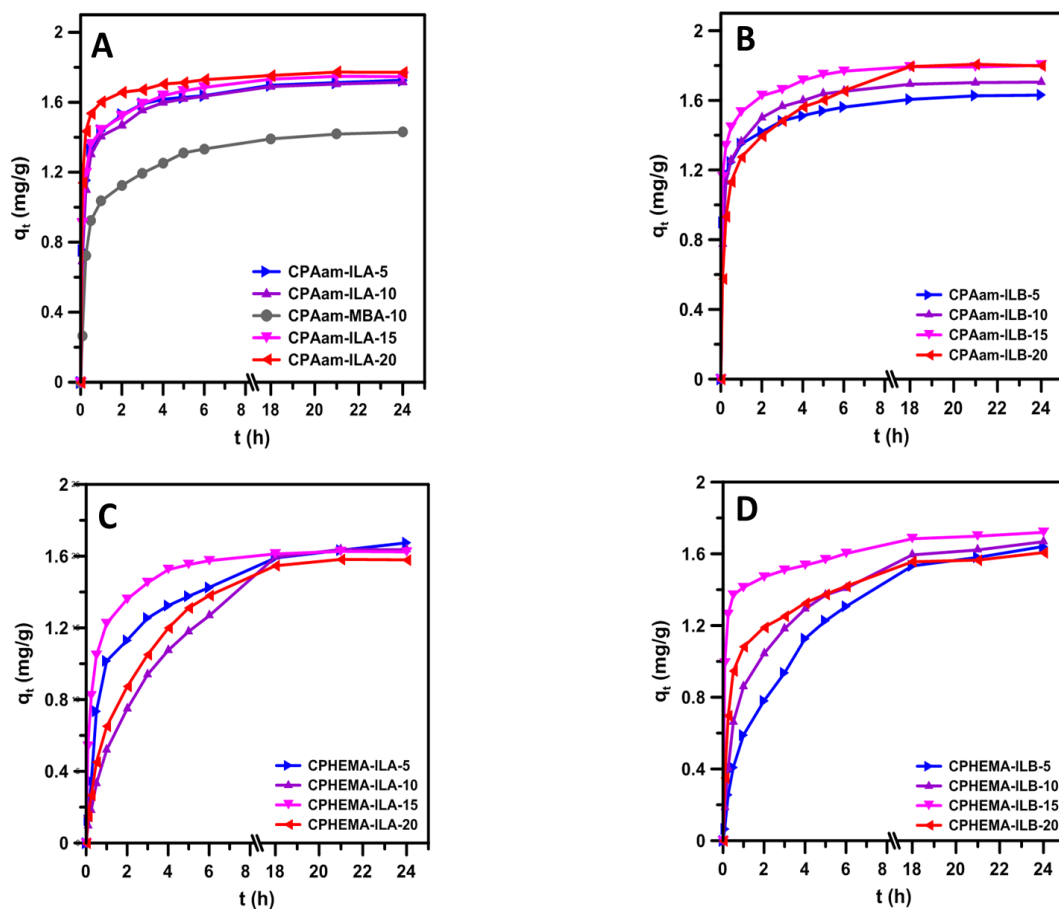 A
2
1.6
1.2
0.8
0.4
0
qt (mg/g)
CPAam-ILA-5
CPAam-ILA-10
CPAam-MBA-10
CPAam-ILA-15
CPAam-ILA-20
0 2 4 6 8 18 20 22 24
t (h)
B
2
1.6
1.2
0.8
0.4
0
qt (mg/g)
CPAam-ILB-5
CPAam-ILB-10
CPAam-ILB-15
CPAam-ILB-20
0 2 4 6 8 18 20 22 24
t (h)
C
2
1.6
1.2
0.8
0.4
0
qt (mg/g)
CPHEMA-ILA-5
CPHEMA-ILA-10
CPHEMA-ILA-15
CPHEMA-ILA-20
0 2 4 6 8 18 20 22 24
t (h)
D
2
1.6
1.2
0.8
0.4
0
qt (mg/g)
CPHEMA-ILB-5
CPHEMA-ILB-10
CPHEMA-ILB-15
CPHEMA-ILB-20
0 2 4 6 8 18 20 22 24
t (h)